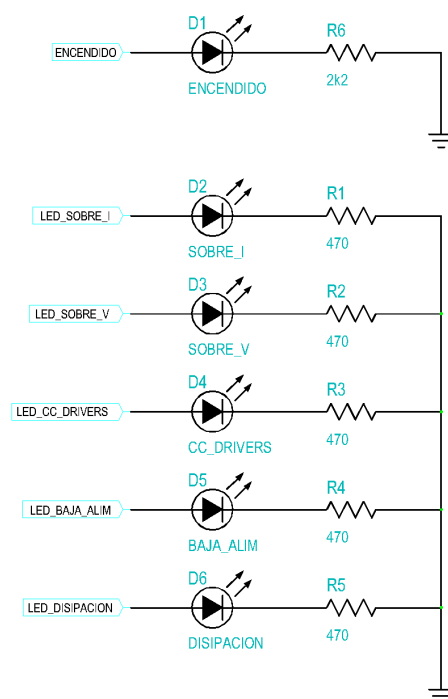 D1
R6
ENCENDIDO
ENCENDIDO
2k2
D2
R1
LED_SOBRE_I
SOBRE_I
470
D3
R2
LED_SOBRE_V
SOBRE_V
470
D4
R3
LED_CC_DRIVERS
CC_DRIVERS
470
D5
R4
LED_BAJA_ALIM
BAJA_ALIM
470
D6
R5
LED_DISIPACION
DISIPACION
470